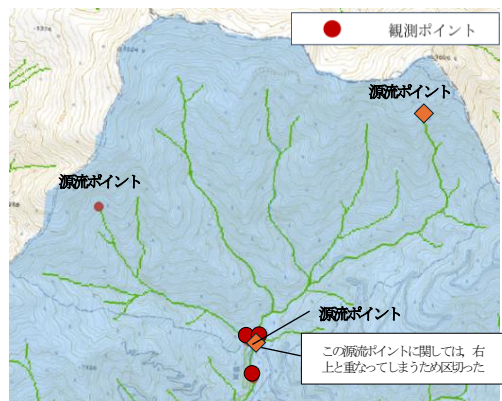 観測ポイント
源流ポイント
源流ポイント
源流ポイント
この源流ポイントに関しては、右
上と重なってしまうため区切った